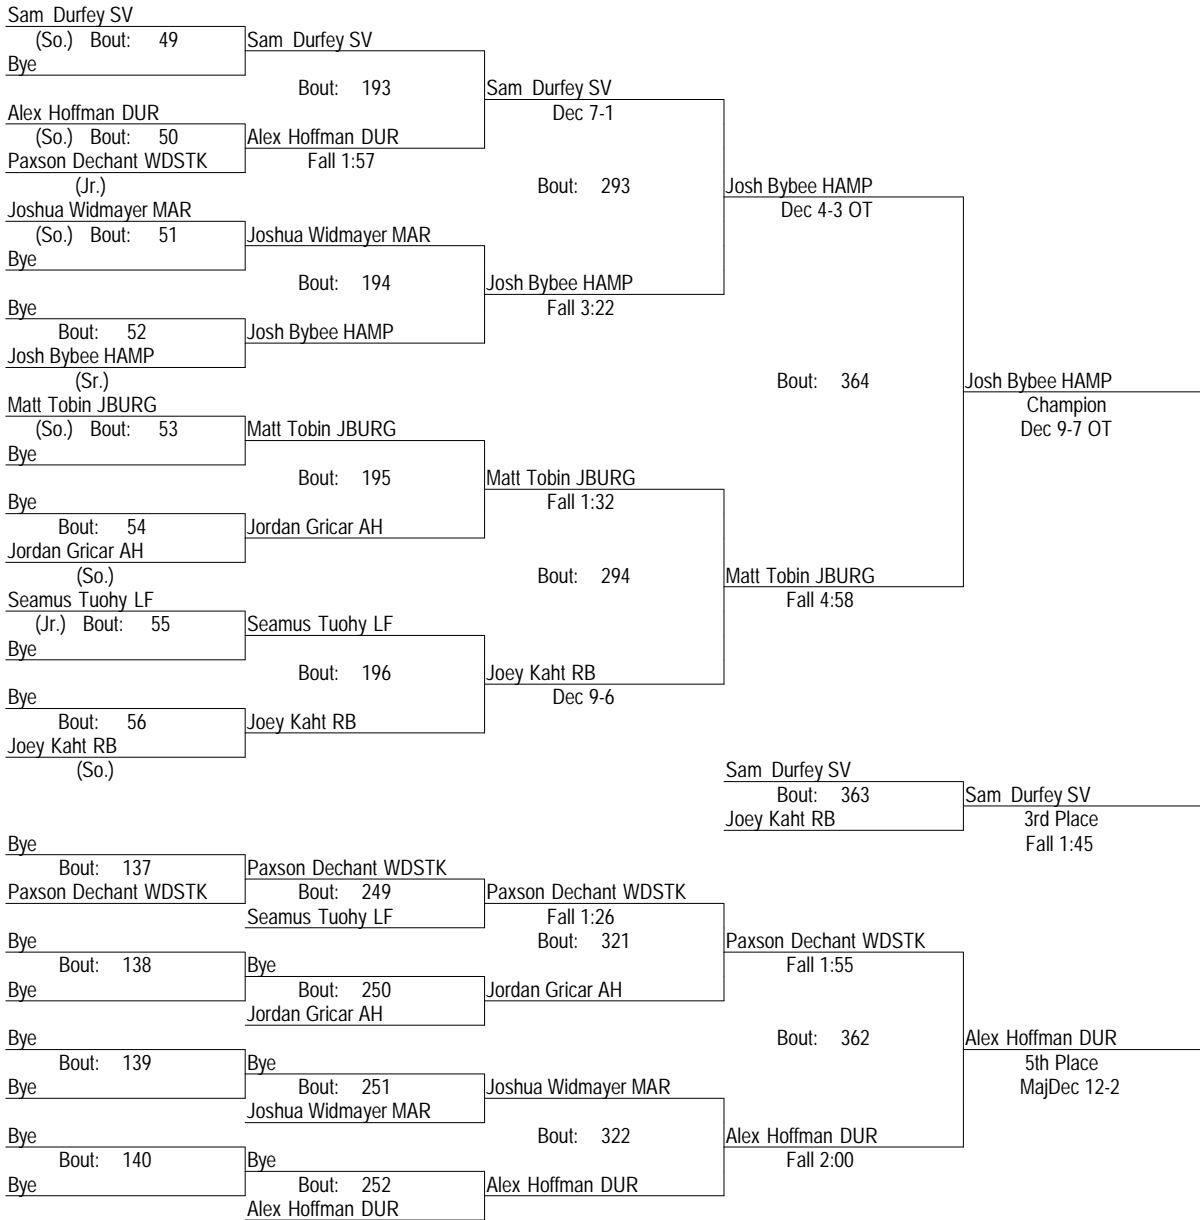 Sam Durfey SV
(So.) Bout: 49 Sam Durfey SV
Bye
Bout: 193 Sam Durfey SV
Alex Hoffman DUR Dec 7-1
(So.) Bout: 50 Alex Hoffman DUR
Paxson Dechant WDSTK Fall 1:57
(Jr.) Bout: 293 Josh Bybee HAMP
Joshua Widmayer MAR Dec 4-3 OT
(So.) Bout: 51 Joshua Widmayer MAR
Bye
Bout: 194 Josh Bybee HAMP
Bye Fall 3:22
Bout: 52 Josh Bybee HAMP
Josh Bybee HAMP
(Sr.) Bout: 364 Josh Bybee HAMP
Matt Tobin JBURG Champion
(So.) Bout: 53 Matt Tobin JBURG Dec 9-7 OT
Bye
Bout: 195 Matt Tobin JBURG
Bye Fall 1:32
Bout: 54 Jordan Gricar AH
Jordan Gricar AH
(So.) Bout: 294 Matt Tobin JBURG
Seamus Tuohy LF Fall 4:58
(Jr.) Bout: 55 Seamus Tuohy LF
Bye
Bout: 196 Joey Kaht RB
Bye Dec 9-6
Bout: 56 Joey Kaht RB
Joey Kaht RB
(So.) Sam Durfey SV
Bout: 363 Sam Durfey SV
Joey Kaht RB 3rd Place
Bye Fall 1:45
Bout: 137 Paxson Dechant WDSTK
Paxson Dechant WDSTK Bout: 249 Paxson Dechant WDSTK
Seamus Tuohy LF Fall 1:26
Bye Bout: 321 Paxson Dechant WDSTK
Bout: 138 Bye Fall 1:55
Bye Bout: 250 Jordan Gricar AH
Jordan Gricar AH
Bye Bout: 362 Alex Hoffman DUR
Bout: 139 Bye 5th Place
Bye Bout: 251 Joshua Widmayer MAR MajDec 12-2
Joshua Widmayer MAR
Bye Bout: 322 Alex Hoffman DUR
Bout: 140 Bye Fall 2:00
Bye Bout: 252 Alex Hoffman DUR
Alex Hoffman DUR